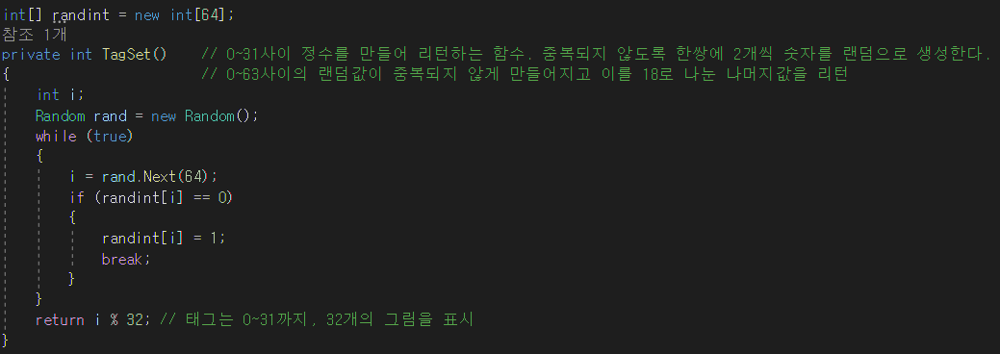 int[] randint = new int[64];
참조 1개
private int TagSet()    // 0~31사이 정수를 만들어 리턴하는 함수. 중복되지 않도록 한쌍에 2개씩 숫자를 랜덤으로 생성한다.
{                       // 0~63사이의 랜덤값이 중복되지 않게 만들어지고 이를 18로 나눈 나머지값을 리턴
    int i;
    Random rand = new Random();
    while (true)
    {
        i = rand.Next(64);
        if (randint[i] == 0)
        {
            randint[i] = 1;
            break;
        }
    }
    return i % 32; // 태그는 0~31까지, 32개의 그림을 표시
}